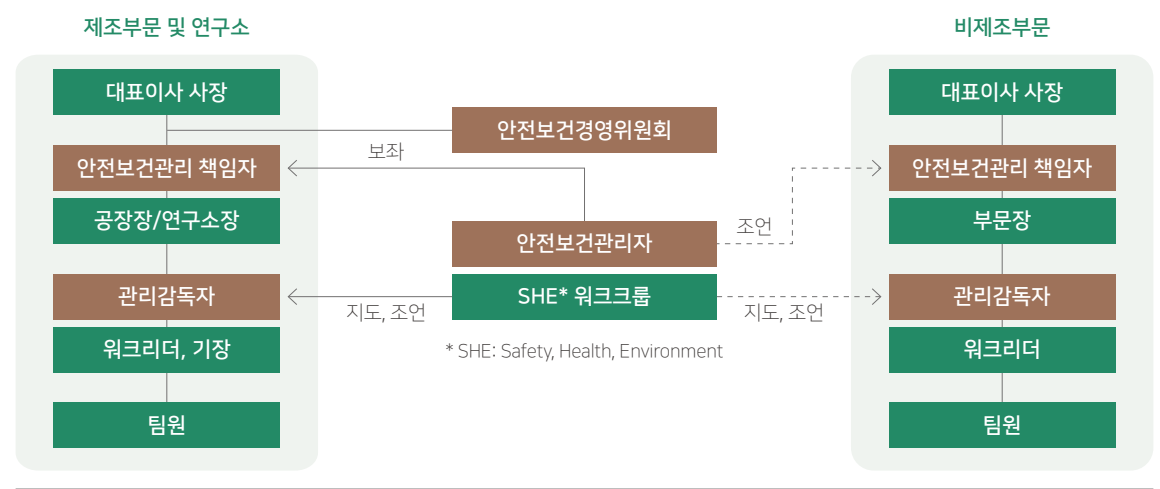 제조부문 및 연구소
대표이사 사장
안전보건관리 책임자
공장장/연구소장
관리감독자
워크리더, 기장
팀원
안전보건경영위원회
보좌
안전보건관리자
SHE* 워크크룹
지도, 조언
* SHE: Safety, Health, Environment
조언
지도, 조언
비제조부문
대표이사 사장
안전보건관리 책임자
부문장
관리감독자
워크리더
팀원